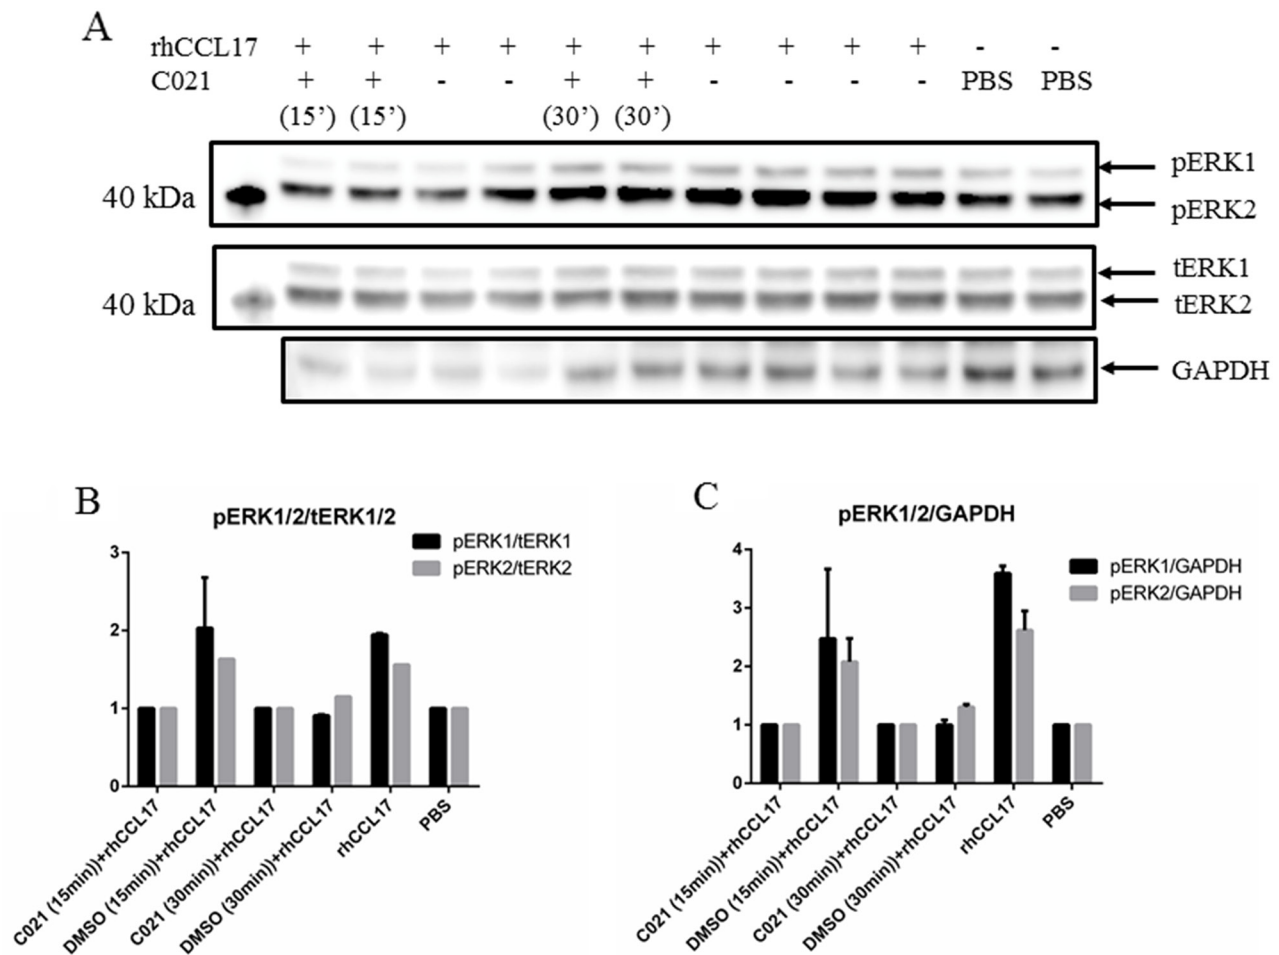 A
rhCCL17 + + + + + + + + + + - -
C021 + + - - + + - - - - PBS PBS
(15’) (15’) (30’) (30’)
pERK1
40 kDa
pERK2
tERK1
40 kDa
tERK2
GAPDH
B
pERK1/2/tERK1/2
pERK1/tERK1
pERK2/tERK2
3
2
1
0
C021 (15min))+rhCCL17
DMSO (15min))+rhCCL17
C021 (30min))+rhCCL17
DMSO (30min))+rhCCL17
rhCCL17
PBS
C
pERK1/2/GAPDH
pERK1/GAPDH
pERK2/GAPDH
4
3
2
1
0
C021 (15min))+rhCCL17
DMSO (15min))+rhCCL17
C021 (30min))+rhCCL17
DMSO (30min))+rhCCL17
rhCCL17
PBS